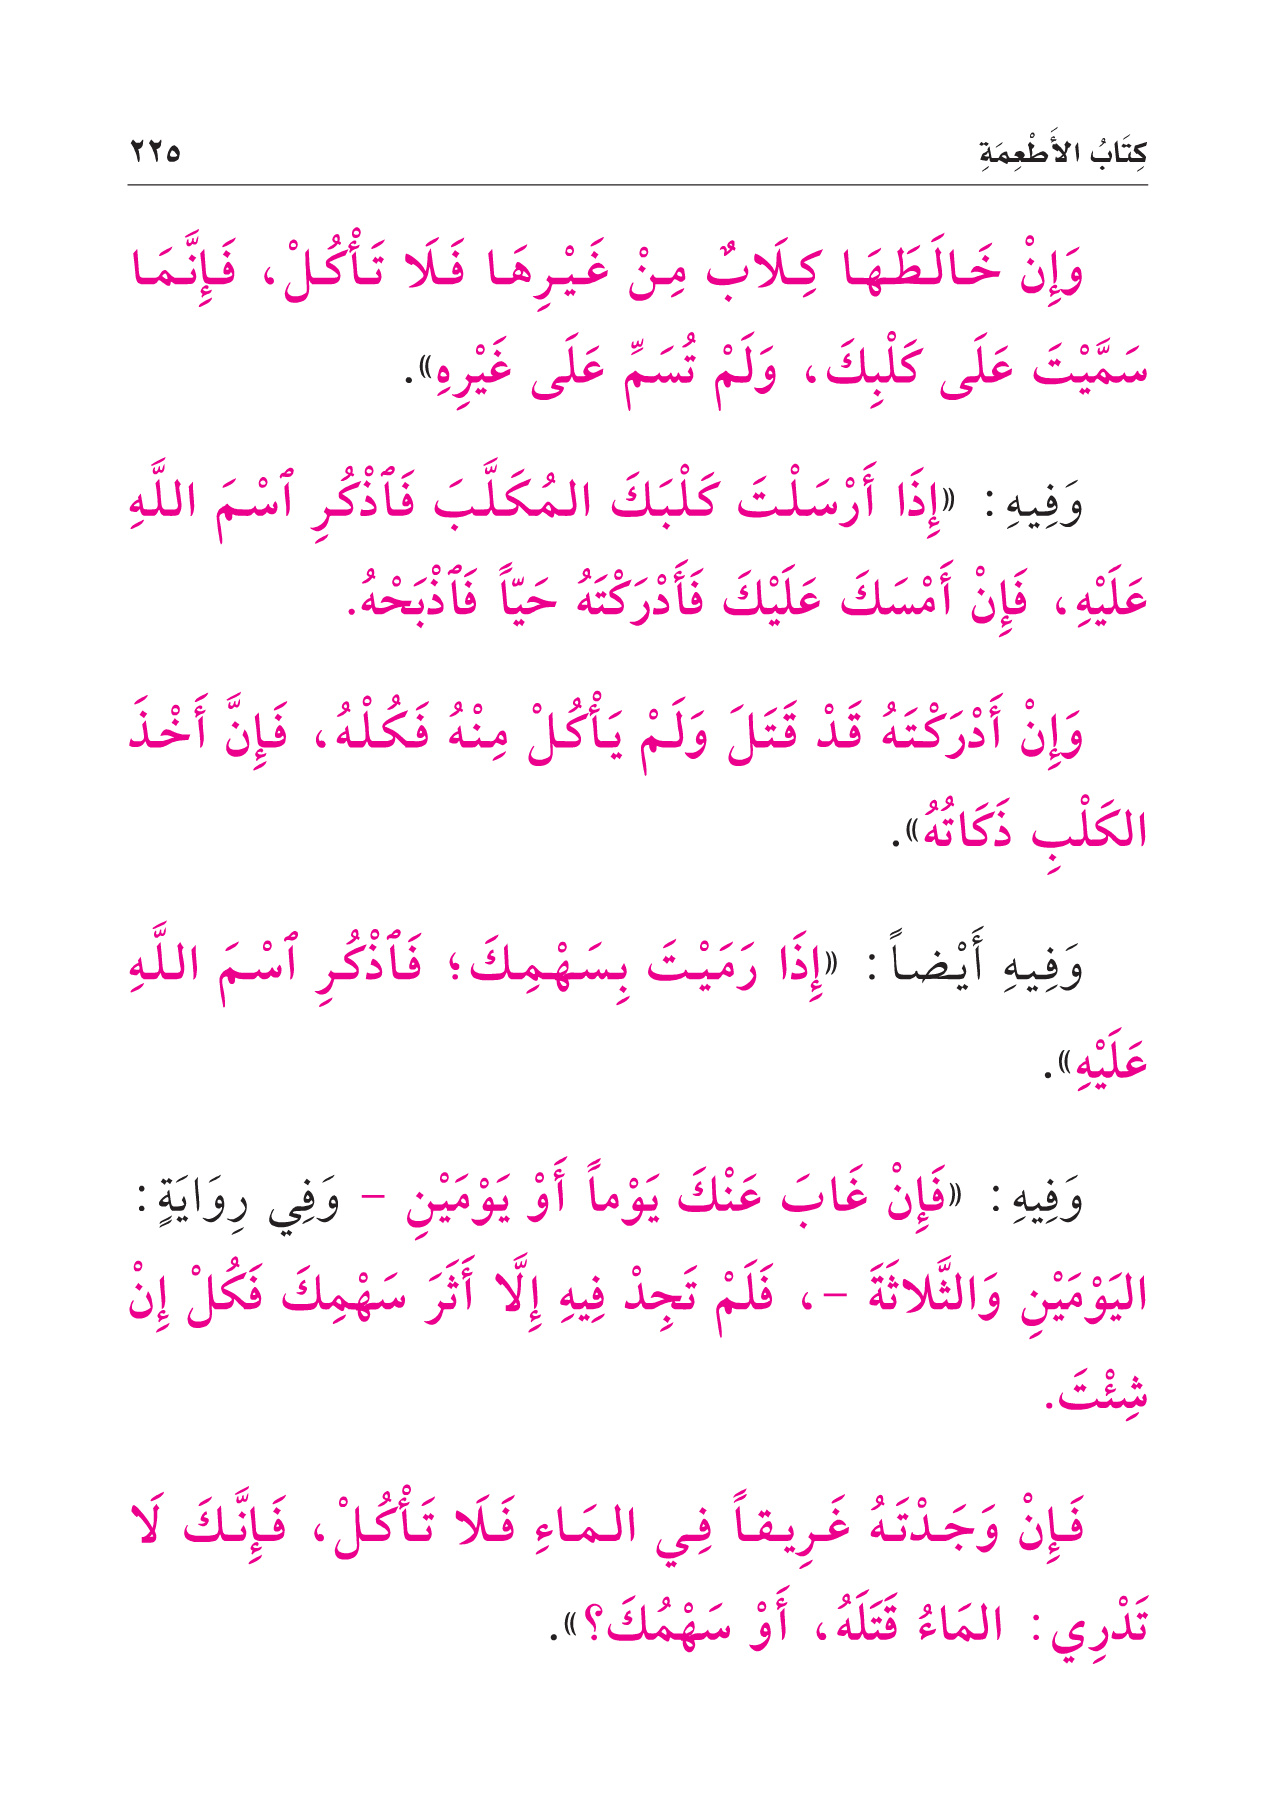 كِتَابُ الأَطْعِمَةِ ٢٢٥
وَإِنْ خَالَطَهَا كِلَابٌ مِنْ غَيْرِهَا فَلَا تَأْكُلْ، فَإِنَّمَا
سَمَّيْتَ عَلَى كَلْبِكَ، وَلَمْ تُسَمِّ عَلَى غَيْرِهِ».
وَفِيهِ: «إِذَا أَرْسَلْتَ كَلْبَكَ المُكَلَّبَ فَٱذْكُرِ ٱسْمَ اللَّهِ
عَلَيْهِ، فَإِنْ أَمْسَكَ عَلَيْكَ فَأَدْرَكْتَهُ حَيّاً فَٱذْبَحْهُ.
وَإِنْ أَدْرَكْتَهُ قَدْ قَتَلَ وَلَمْ يَأْكُلْ مِنْهُ فَكُلْهُ، فَإِنَّ أَخْذَ
الكَلْبِ ذَكَاتُهُ».
وَفِيهِ أَيْضاً: «إِذَا رَمَيْتَ بِسَهْمِكَ؛ فَٱذْكُرِ ٱسْمَ اللَّهِ
عَلَيْهِ».
وَفِيهِ: «فَإِنْ غَابَ عَنْكَ يَوْماً أَوْ يَوْمَيْنِ - وَفِي رِوَايَةٍ:
اليَوْمَيْنِ وَالثَّلاثَةَ -، فَلَمْ تَجِدْ فِيهِ إِلَّا أَثَرَ سَهْمِكَ فَكُلْ إِنْ
شِئْتَ.
فَإِنْ وَجَدْتَهُ غَرِيقاً فِي المَاءِ فَلَا تَأْكُلْ، فَإِنَّكَ لَا
تَدْرِي: المَاءُ قَتَلَهُ، أَوْ سَهْمُكَ؟».